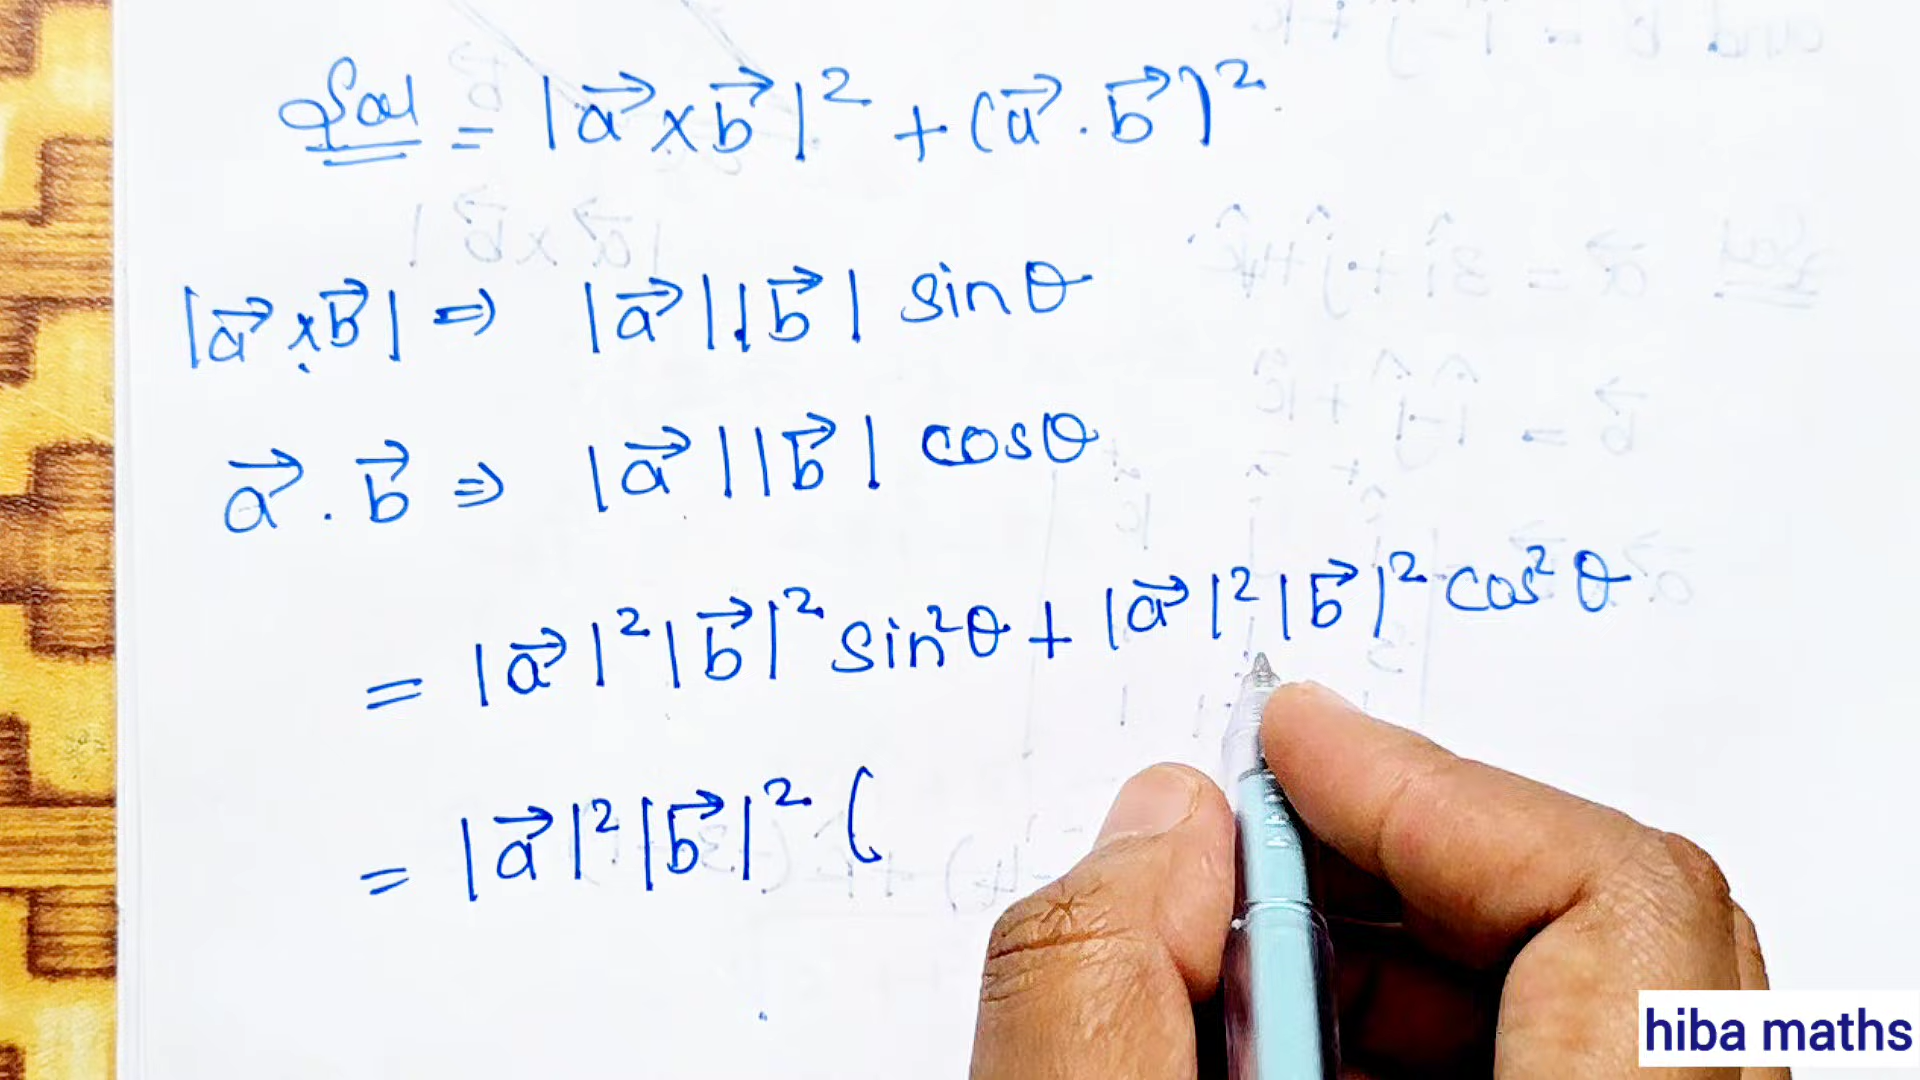 Sol = |a⃗ × b⃗|² + (a⃗ . b⃗)²
|a⃗ × b⃗| ⇒ |a⃗||b⃗| sinθ
a⃗ . b⃗ ⇒ |a⃗||b⃗| cosθ
= |a⃗|²|b⃗|² sin²θ + |a⃗|²|b⃗|² cos²θ
= |a⃗|²|b⃗|² (
hiba maths